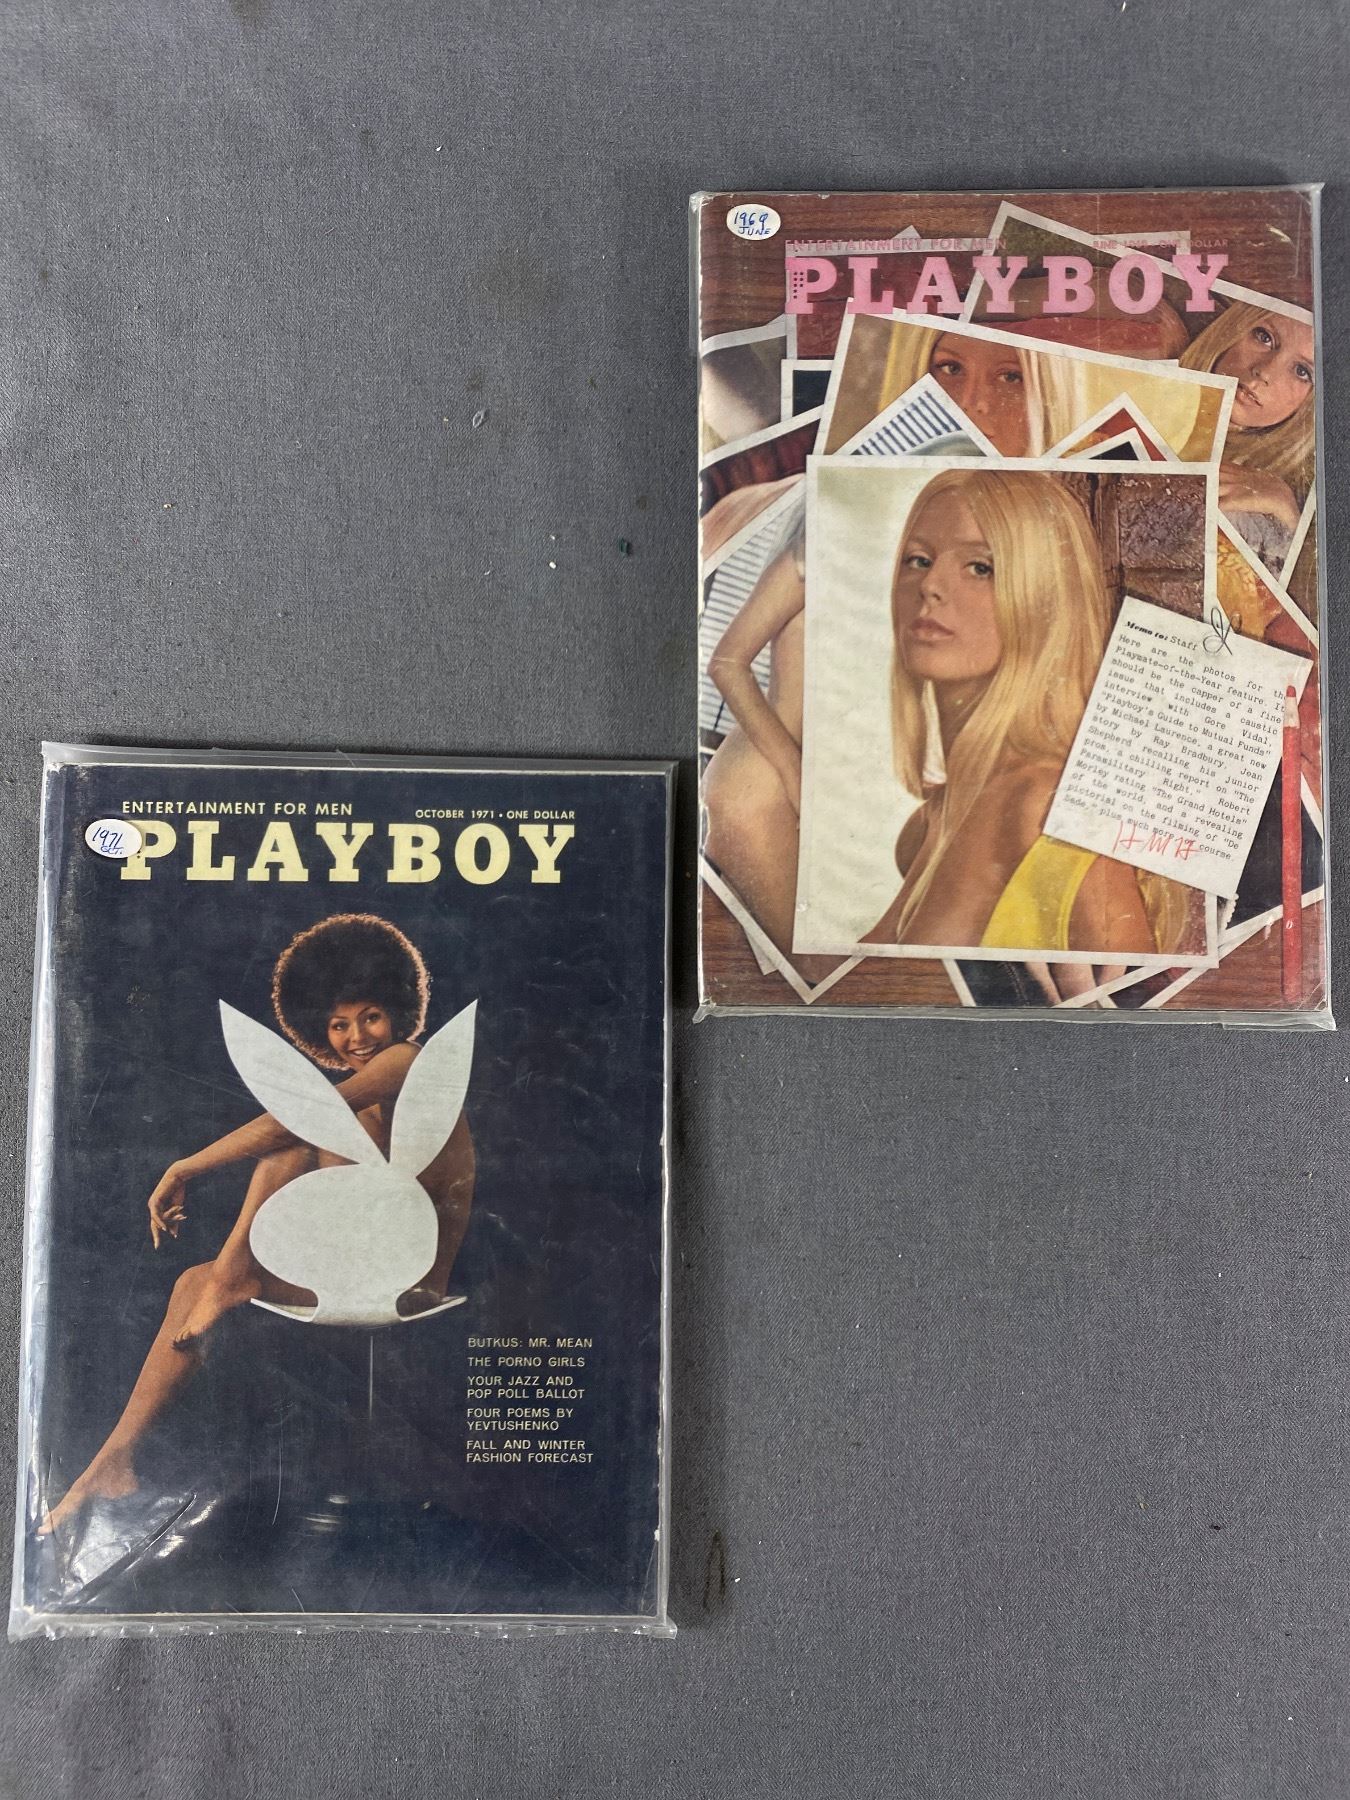 1969
JUNE
ENTERTAINMENT FOR MEN
JUNE 1969 • ONE DOLLAR
PLAYBOY
Memo to: Staff
Here are the photos for the
Playmate-of-the-Year feature. It
should be the capper of a fine
issue that includes a caustic
interview with Gore Vidal,
"Playboy's Guide to Mutual Funds"
by Michael Laurence, a great new
story by Ray Bradbury, Jean
Shepherd recalling his junior
prom, a chilling report on "The
Paramilitary Right," Robert
Morley rating "The Grand Hotels"
of the world, and a revealing
pictorial on the filming of "De
Sade," plus much more, course.
HMH
1971
OCT.
ENTERTAINMENT FOR MEN
OCTOBER 1971 • ONE DOLLAR
PLAYBOY
BUTKUS: MR. MEAN
THE PORNO GIRLS
YOUR JAZZ AND
POP POLL BALLOT
FOUR POEMS BY
YEVTUSHENKO
FALL AND WINTER
FASHION FORECAST